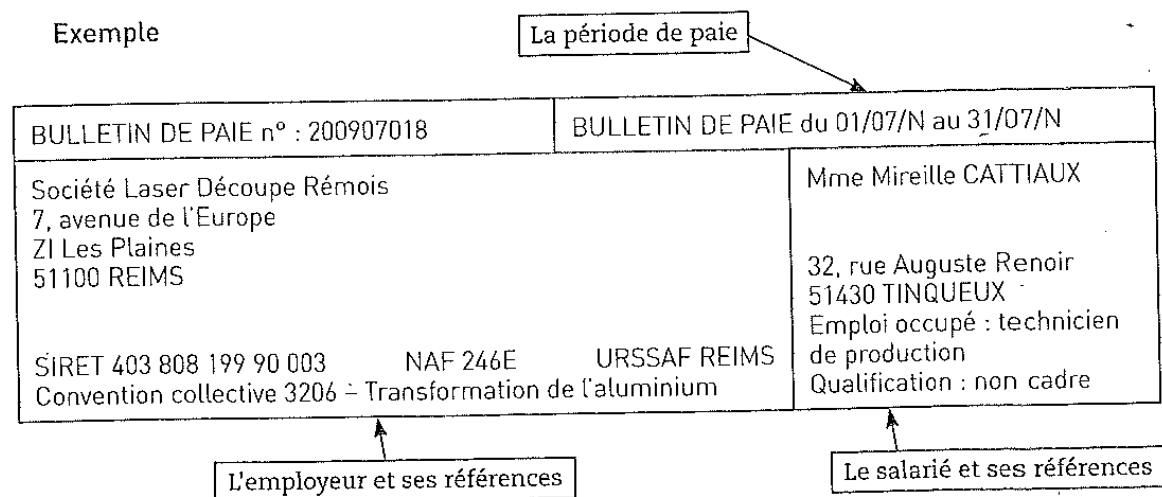 Exemple
La période de paie
BULLETIN DE PAIE n° : 200907018
BULLETIN DE PAIE du 01/07/N au 31/07/N
Société Laser Découpe Rémois
7, avenue de l'Europe
ZI Les Plaines
51100 REIMS
SIRET 403 808 199 90 003 NAF 246E URSSAF REIMS
Convention collective 3206 – Transformation de l'aluminium
Mme Mireille CATTIAUX
32, rue Auguste Renoir
51430 TINQUEUX
Emploi occupé : technicien
de production
Qualification : non cadre
L'employeur et ses références
Le salarié et ses références